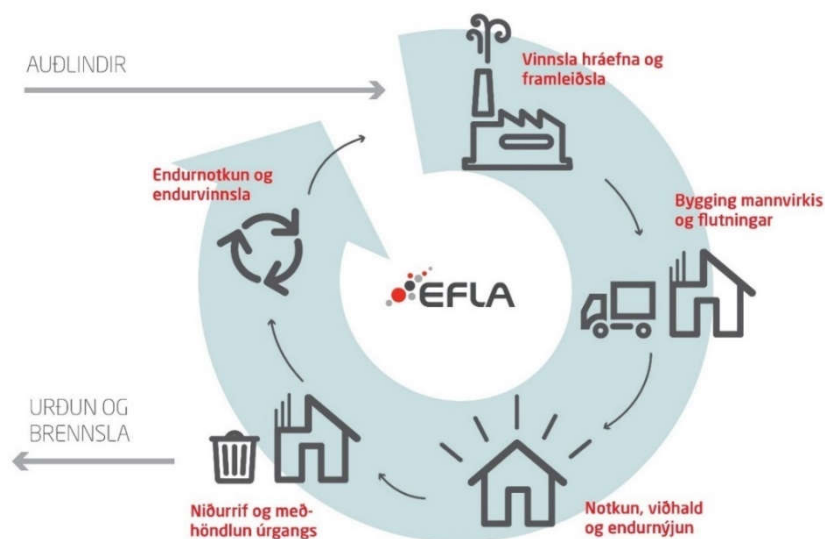 AUÐLINDIR
Vinnsla hráefna og
framleiðsla
Endurnotkun og
endurvinnsla
Bygging mannvirkis
og flutningar
EFLA
URÐUN OG
BRENNSLA
Niðurrif og með-
höndlun úrgangs
Notkun, viðhald
og endurnýjun